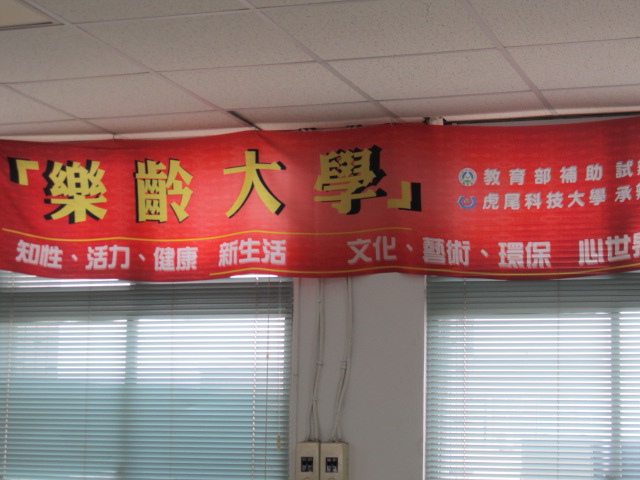 「樂齡大學」
教育部補助 試
虎尾科技大學 承
知性、活力、健康 新生活 文化、藝術、環保 心世